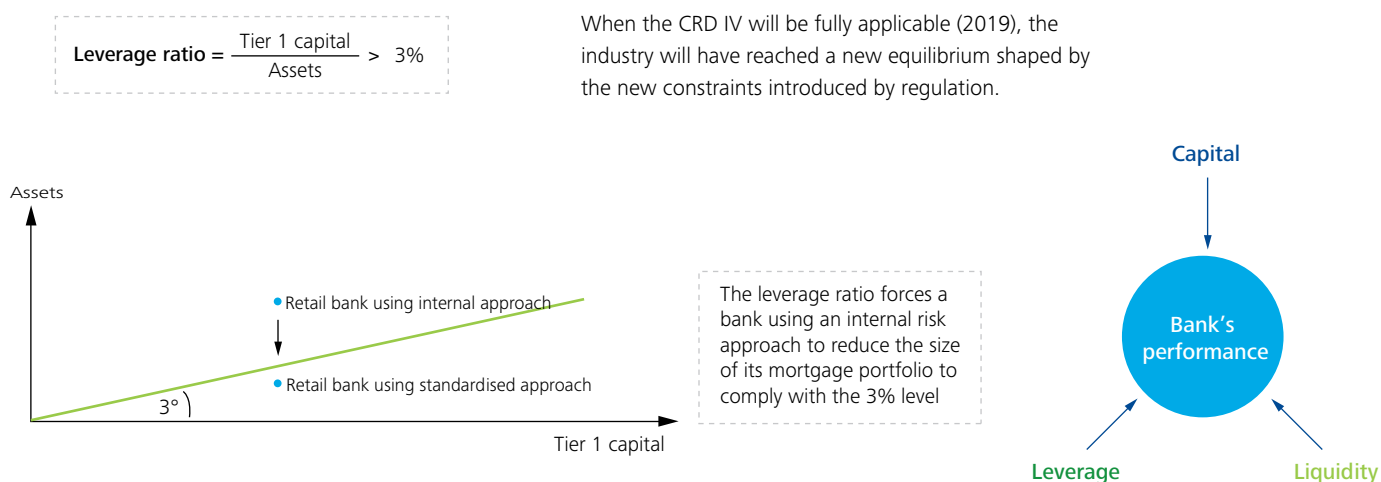 Leverage ratio = Tier 1 capital / Assets > 3%
When the CRD IV will be fully applicable (2019), the
industry will have reached a new equilibrium shaped by
the new constraints introduced by regulation.
Assets
Retail bank using internal approach
Retail bank using standardised approach
3°
Tier 1 capital
The leverage ratio forces a
bank using an internal risk
approach to reduce the size
of its mortgage portfolio to
comply with the 3% level
Capital
Bank's
performance
Leverage
Liquidity